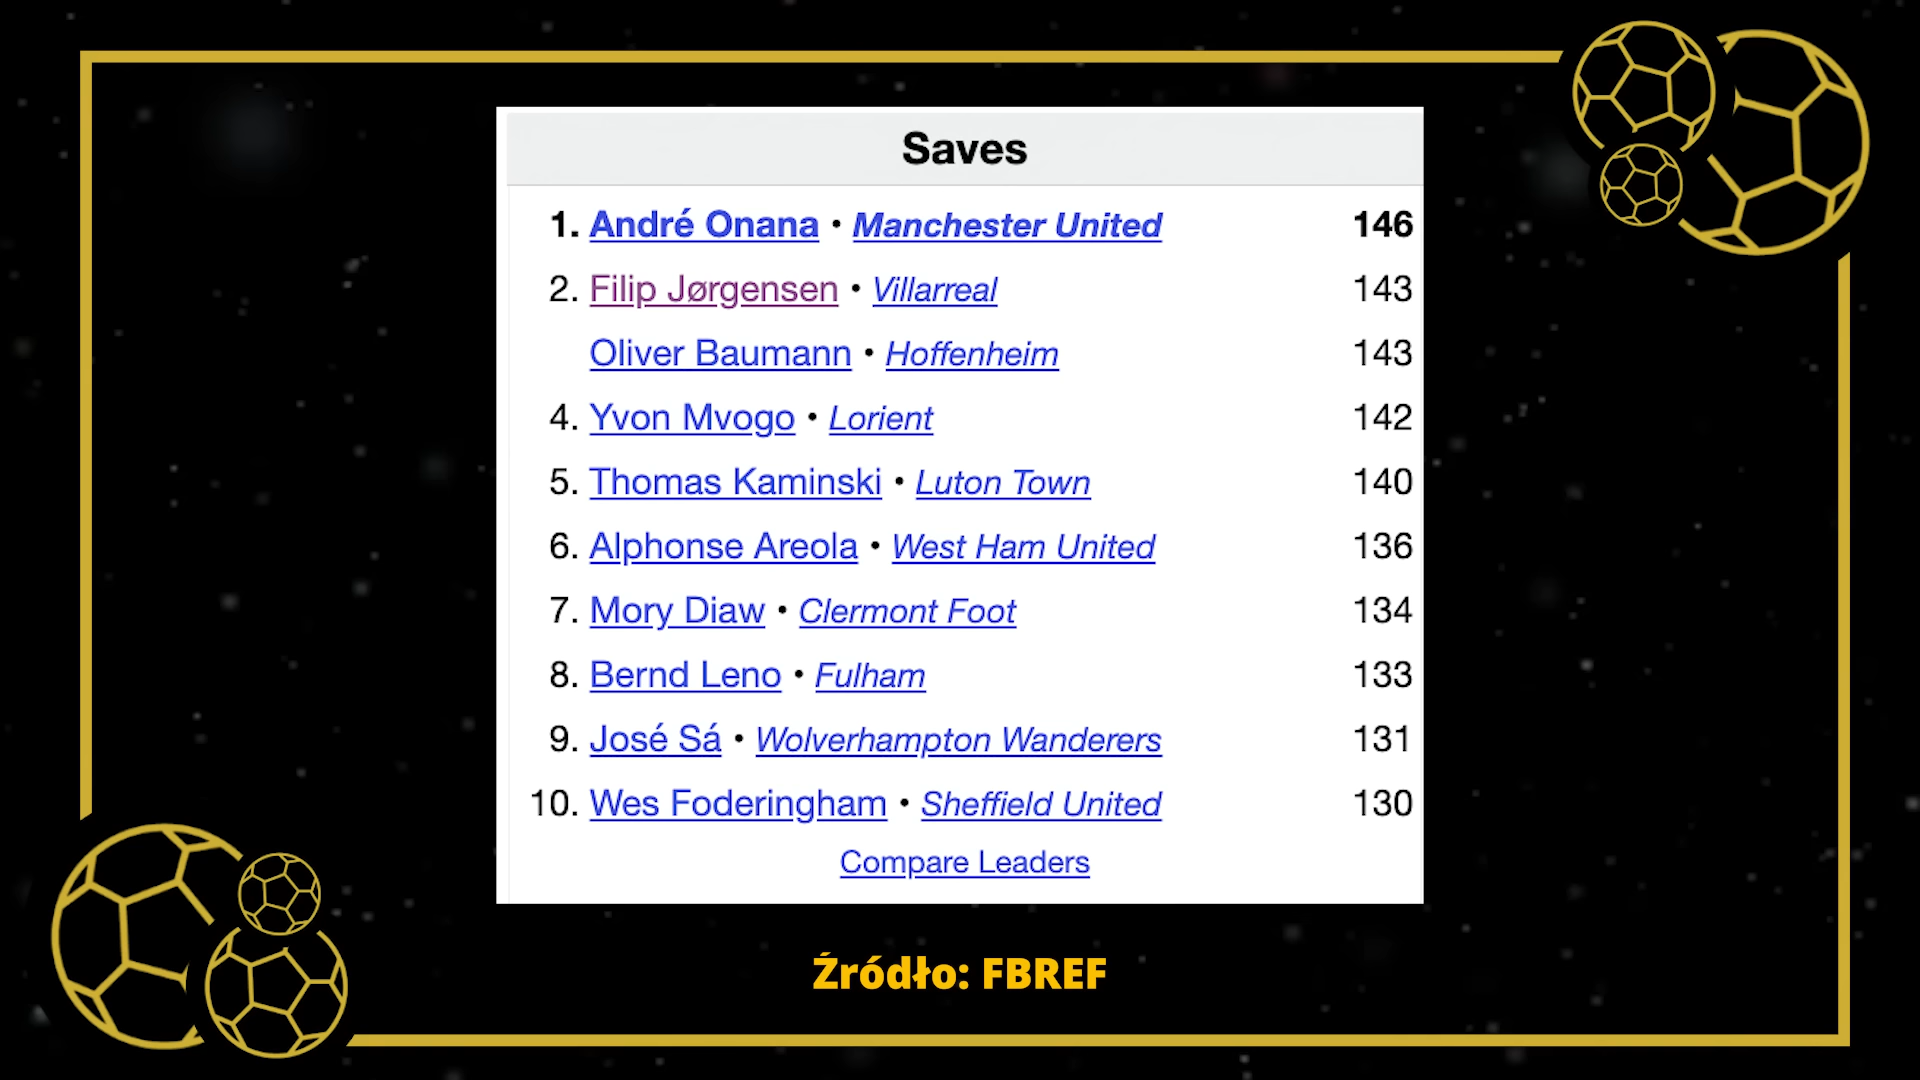 Saves
1. André Onana • Manchester United 146
2. Filip Jørgensen • Villarreal 143
Oliver Baumann • Hoffenheim 143
4. Yvon Mvogo • Lorient 142
5. Thomas Kaminski • Luton Town 140
6. Alphonse Areola • West Ham United 136
7. Mory Diaw • Clermont Foot 134
8. Bernd Leno • Fulham 133
9. José Sá • Wolverhampton Wanderers 131
10. Wes Foderingham • Sheffield United 130
Compare Leaders
Źródło: FBREF